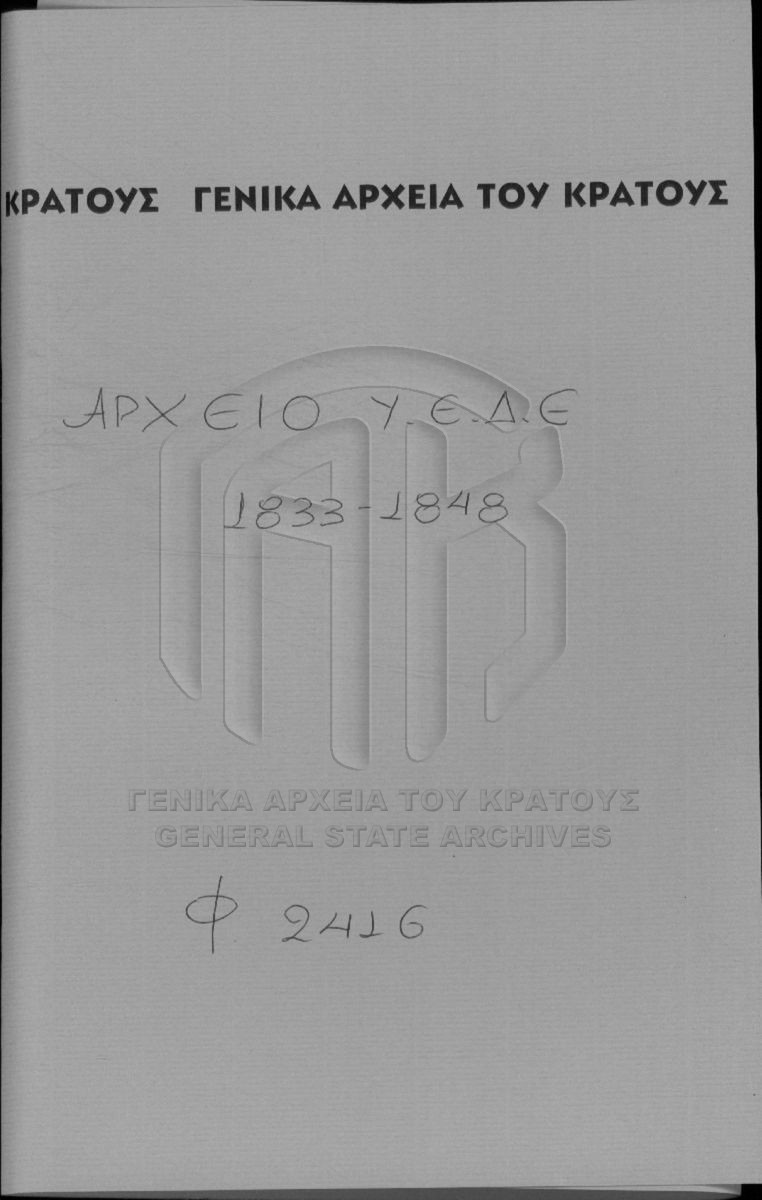 ΚΡΑΤΟΥΣ ΓΕΝΙΚΑ ΑΡΧΕΙΑ ΤΟΥ ΚΡΑΤΟΥΣ
ΑΡΧΕΙΟ Υ.Ε.Δ.Ε
1833-1848
ΓΕΝΙΚΑ ΑΡΧΕΙΑ ΤΟΥ ΚΡΑΤΟΥΣ
GENERAL STATE ARCHIVES
Φ 2416